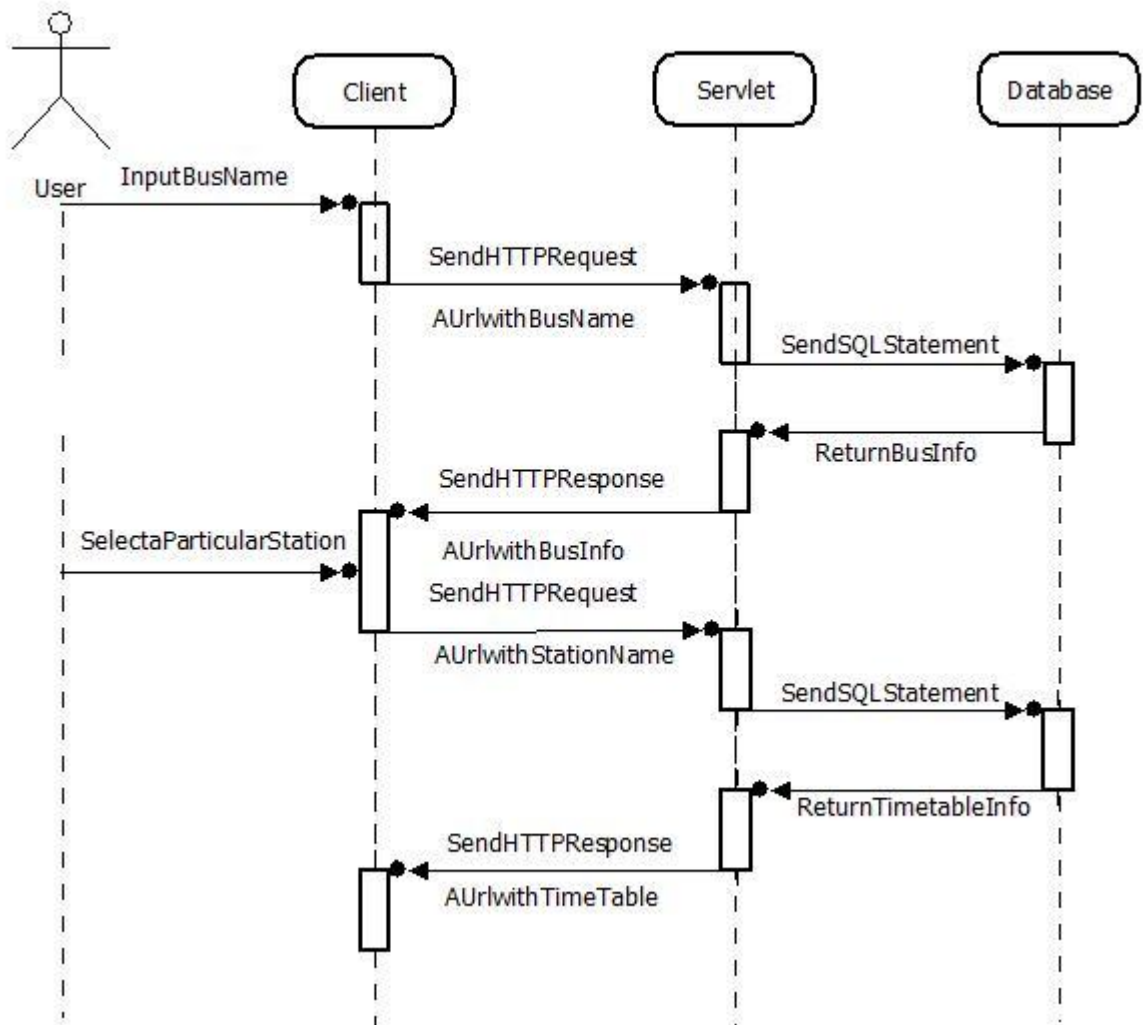 Client
Servlet
Database
User
InputBusName
SendHTTPRequest
AUrlwithBusName
SendSQLStatement
ReturnBusInfo
SendHTTPResponse
AUrlwithBusInfo
SelectaParticularStation
SendHTTPRequest
AUrlwithStationName
SendSQLStatement
ReturnTimetableInfo
SendHTTPResponse
AUrlwithTimeTable